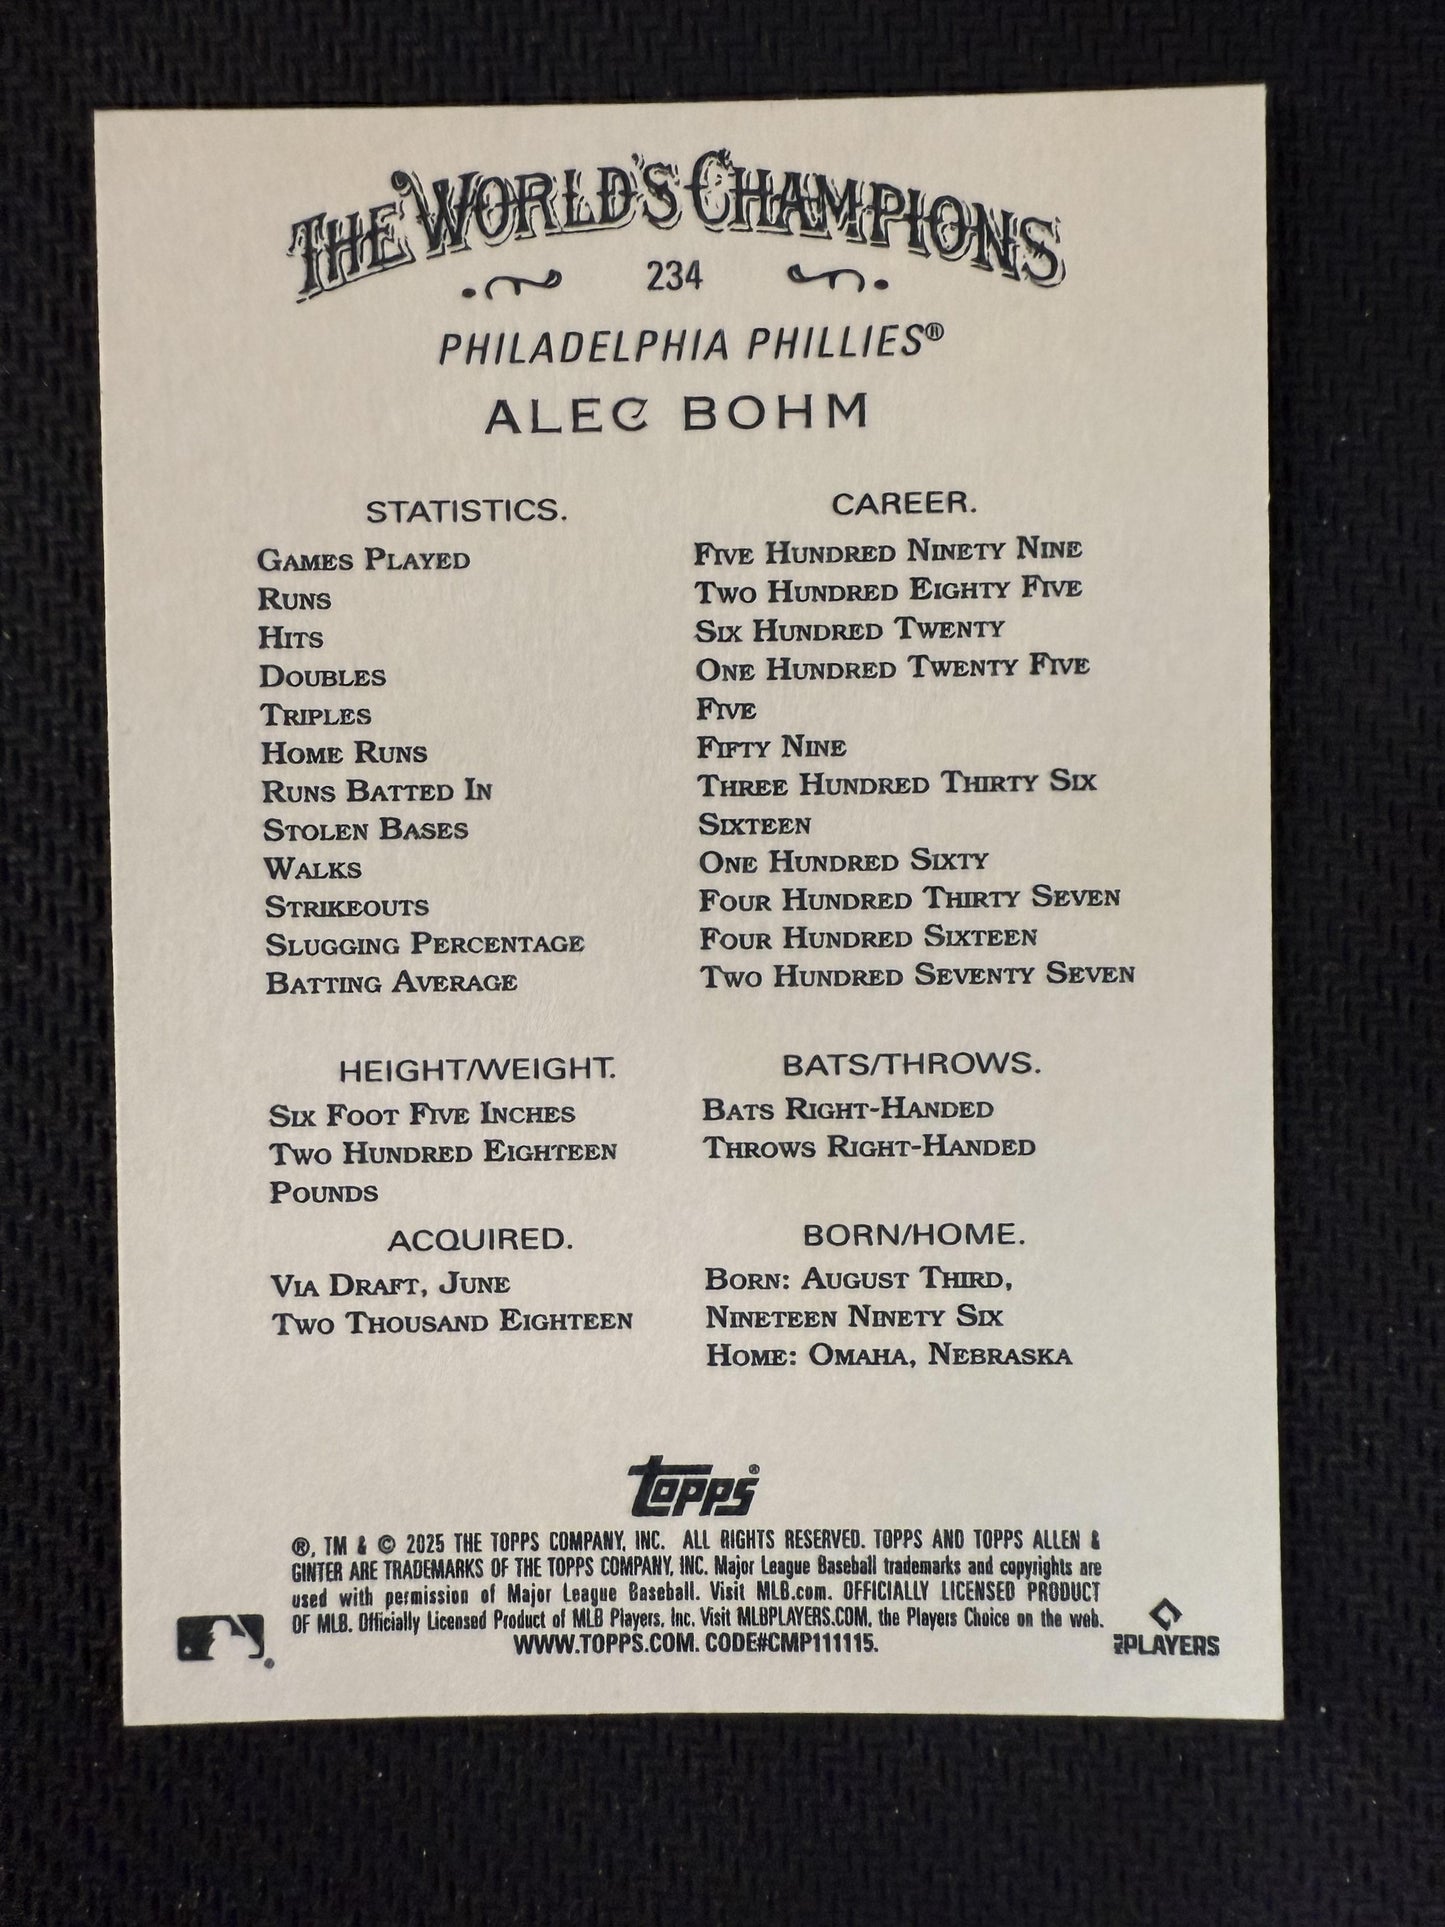 THE WORLD'S CHAMPIONS
234
PHILADELPHIA PHILLIES®
ALEC BOHM
STATISTICS.
GAMES PLAYED
RUNS
HITS
DOUBLES
TRIPLES
HOME RUNS
RUNS BATTED IN
STOLEN BASES
WALKS
STRIKEOUTS
SLUGGING PERCENTAGE
BATTING AVERAGE
CAREER.
FIVE HUNDRED NINETY NINE
TWO HUNDRED EIGHTY FIVE
SIX HUNDRED TWENTY
ONE HUNDRED TWENTY FIVE
FIVE
FIFTY NINE
THREE HUNDRED THIRTY SIX
SIXTEEN
ONE HUNDRED SIXTY
FOUR HUNDRED THIRTY SEVEN
FOUR HUNDRED SIXTEEN
TWO HUNDRED SEVENTY SEVEN
HEIGHT/WEIGHT.
SIX FOOT FIVE INCHES
TWO HUNDRED EIGHTEEN
POUNDS
BATS/THROWS.
BATS RIGHT-HANDED
THROWS RIGHT-HANDED
ACQUIRED.
VIA DRAFT, JUNE
TWO THOUSAND EIGHTEEN
BORN/HOME.
BORN: AUGUST THIRD,
NINETEEN NINETY SIX
HOME: OMAHA, NEBRASKA
topps®
®, TM & © 2025 THE TOPPS COMPANY, INC. ALL RIGHTS RESERVED. TOPPS AND TOPPS ALLEN &
GINTER ARE TRADEMARKS OF THE TOPPS COMPANY, INC. Major League Baseball trademarks and copyrights are
used with permission of Major League Baseball. Visit MLB.com. OFFICIALLY LICENSED PRODUCT
OF MLB. Officially Licensed Product of MLB Players, Inc. Visit MLBPLAYERS.COM, the Players Choice on the web.
WWW.TOPPS.COM. CODE#CMP111115.
MLB PLAYERS